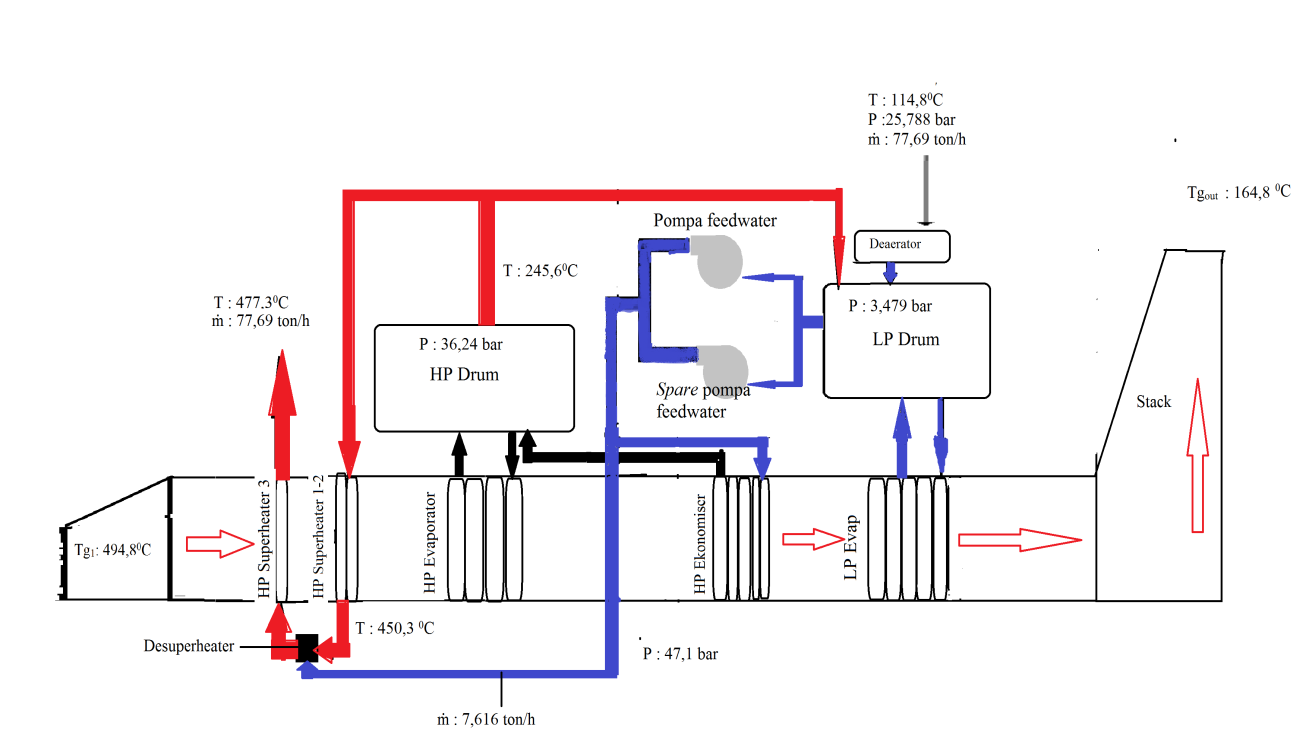 T : 114,8⁰C
P :25,788 bar
ṁ : 77,69 ton/h
Tgout : 164,8 ⁰C
Pompa feedwater
Deaerator
T : 245,6⁰C
T : 477.3⁰C
ṁ : 77,69 ton/h
P : 3,479 bar
LP Drum
P : 36,24 bar
HP Drum
Spare pompa
feedwater
Stack
Tg1: 494,8⁰C
HP Superheater 3
HP Superheater 1-2
HP Evaporator
HP Ekonomiser
LP Evap
T : 450,3 ⁰C
Desuperheater
P : 47,1 bar
ṁ : 7,616 ton/h